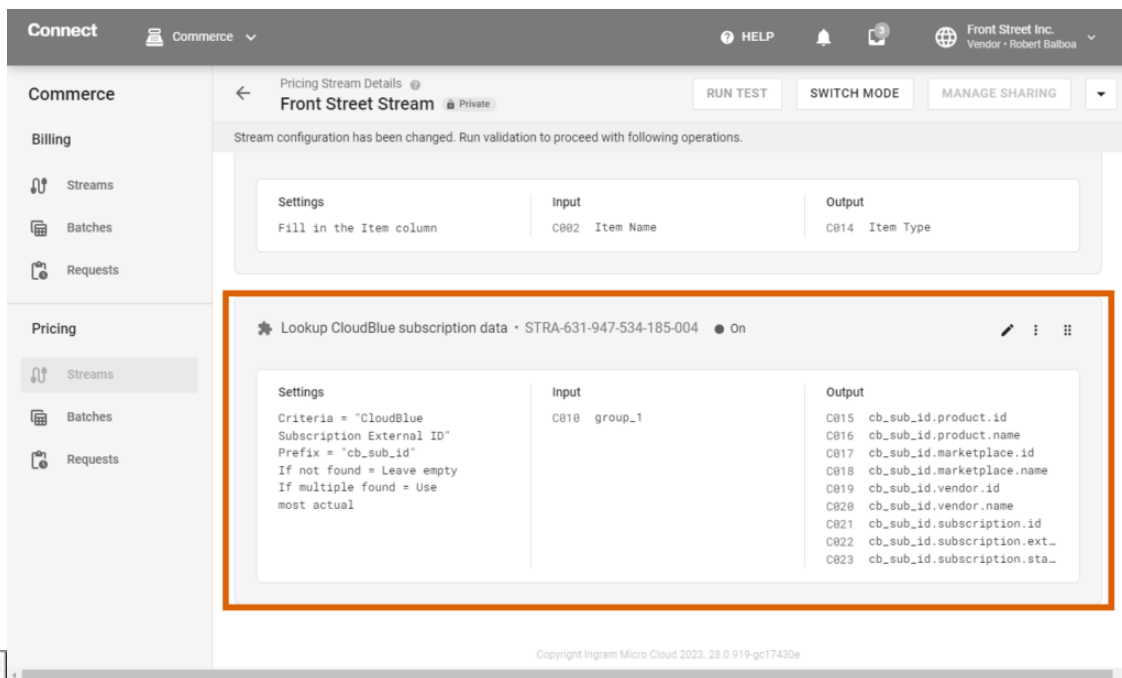 Connect
Commerce
HELP
3
Front Street Inc.
Vendor • Robert Balboa
Commerce
Pricing Stream Details
Front Street Stream
Private
RUN TEST
SWITCH MODE
MANAGE SHARING
Stream configuration has been changed. Run validation to proceed with following operations.
Billing
Streams
Batches
Requests
Pricing
Streams
Batches
Requests
Settings
Fill in the Item column
Input
C002 Item Name
Output
C014 Item Type
Lookup CloudBlue subscription data • STRA-631-947-534-185-004 ● On
Settings
Criteria = "CloudBlue
Subscription External ID"
Prefix = "cb_sub_id"
If not found = Leave empty
If multiple found = Use
most actual
Input
C010 group_1
Output
C015 cb_sub_id.product.id
C016 cb_sub_id.product.name
C017 cb_sub_id.marketplace.id
C018 cb_sub_id.marketplace.name
C019 cb_sub_id.vendor.id
C020 cb_sub_id.vendor.name
C021 cb_sub_id.subscription.id
C022 cb_sub_id.subscription.ext…
C023 cb_sub_id.subscription.sta…
Copyright Ingram Micro Cloud 2023. 28.0.919-gc17430e